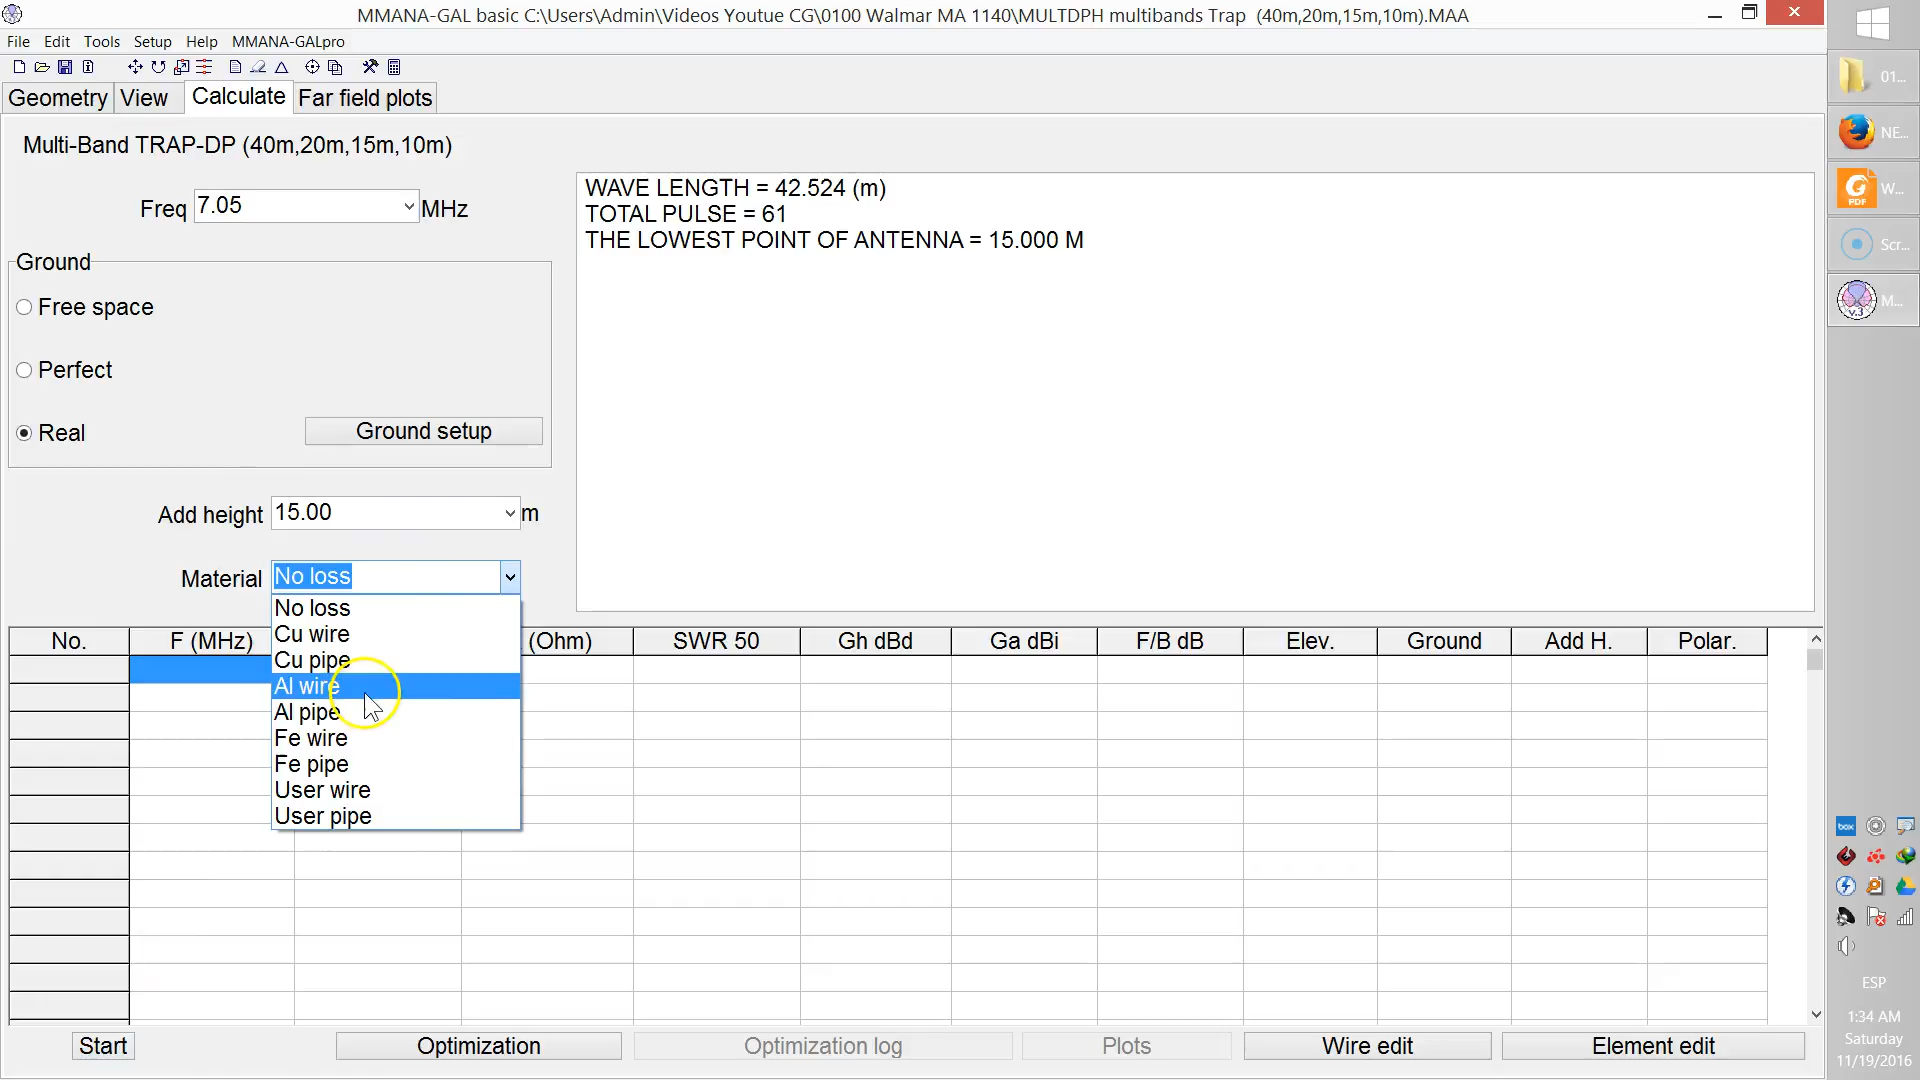 MMANA-GAL basic C:\Users\Admin\Videos Youtue CG\0100 Walmar MA 1140\MULTDPH multibands Trap  (40m,20m,15m,10m).MAA
File Edit Tools Setup Help MMANA-GALpro
Geometry View Calculate Far field plots
Multi-Band TRAP-DP (40m,20m,15m,10m)
Freq 7.05 MHz
Ground
Free space
Perfect
Real Ground setup
Add height 15.00 m
Material No loss
No loss
Cu wire
Cu pipe
Al wire
Al pipe
Fe wire
Fe pipe
User wire
User pipe
WAVE LENGTH = 42.524 (m)
TOTAL PULSE = 61
THE LOWEST POINT OF ANTENNA = 15.000 M
No. F (MHz) (Ohm) SWR 50 Gh dBd Ga dBi F/B dB Elev. Ground Add H. Polar.
Start Optimization Optimization log Plots Wire edit Element edit
01...
NE...
PDF
W...
Scr...
v.3
M...
box
ESP
1:34 AM
Saturday
11/19/2016